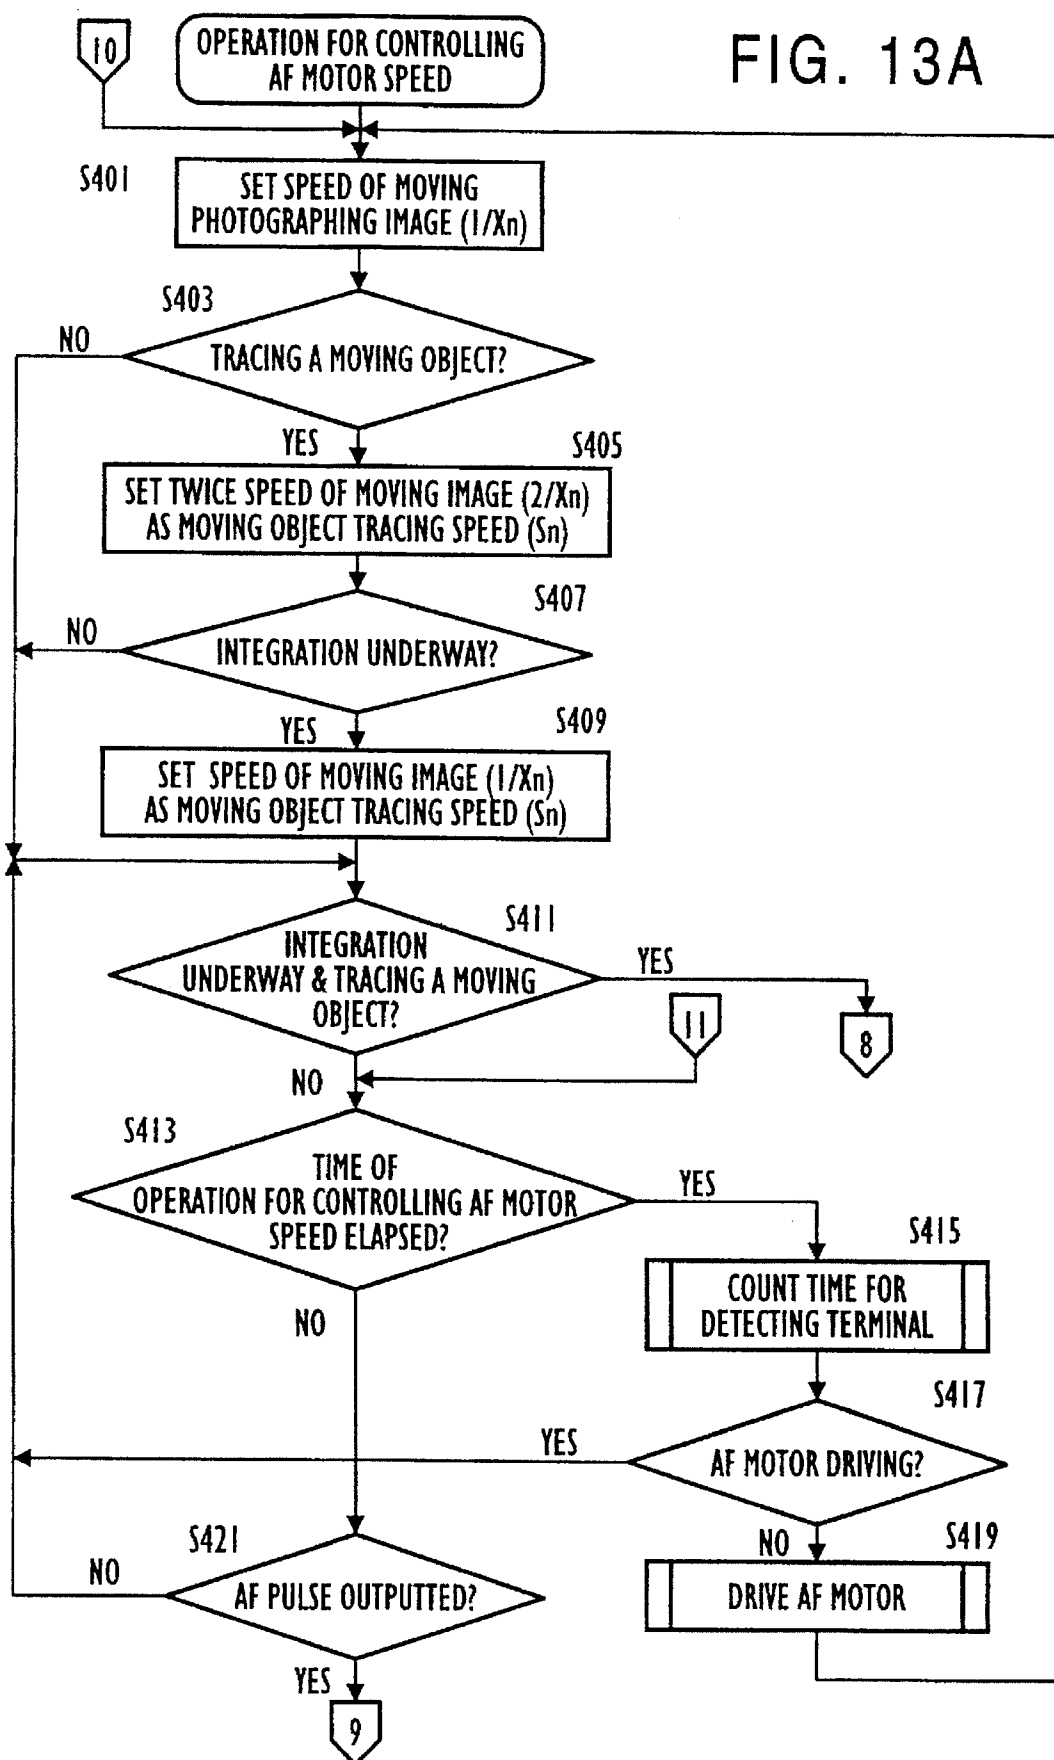 10
OPERATION FOR CONTROLLING
AF MOTOR SPEED
FIG. 13A
S401
SET SPEED OF MOVING
PHOTOGRAPHING IMAGE (1/Xn)
S403
NO
TRACING A MOVING OBJECT?
YES
S405
SET TWICE SPEED OF MOVING IMAGE (2/Xn)
AS MOVING OBJECT TRACING SPEED (Sn)
S407
NO
INTEGRATION UNDERWAY?
YES
S409
SET SPEED OF MOVING IMAGE (1/Xn)
AS MOVING OBJECT TRACING SPEED (Sn)
S411
INTEGRATION
UNDERWAY & TRACING A MOVING
OBJECT?
YES
11
8
NO
S413
TIME OF
OPERATION FOR CONTROLLING AF MOTOR
SPEED ELAPSED?
YES
S415
COUNT TIME FOR
DETECTING TERMINAL
NO
S417
YES
AF MOTOR DRIVING?
S421
NO
S419
NO
AF PULSE OUTPUTTED?
DRIVE AF MOTOR
YES
9